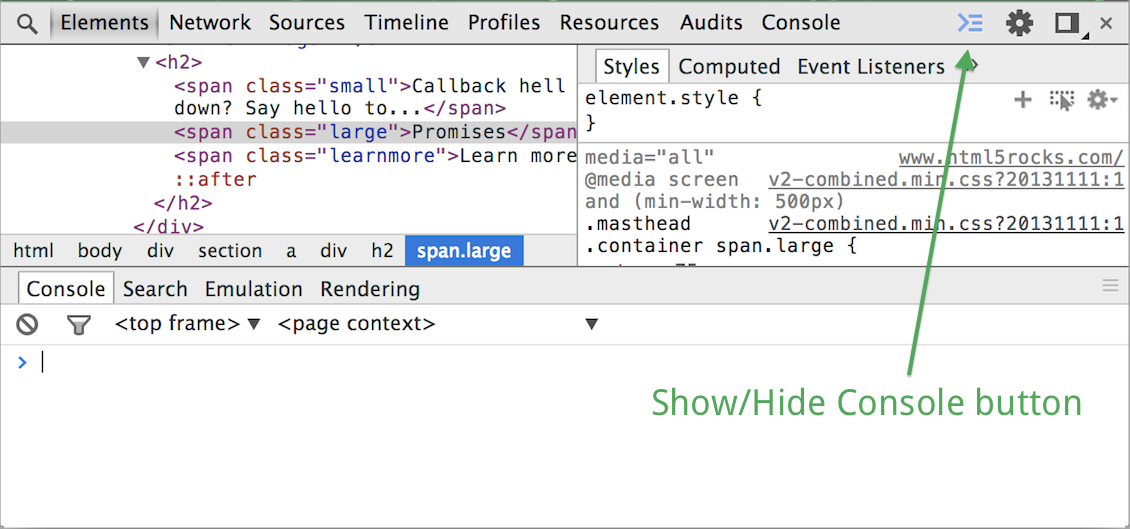 Elements Network Sources Timeline Profiles Resources Audits Console
▼<h2>
<span class="small">Callback hell
down? Say hello to...</span>
<span class="large">Promises</span
<span class="learnmore">Learn more
::after
</h2>
</div>
html body div section a div h2 span.large
Styles Computed Event Listeners
element.style {
}
media="all" www.html5rocks.com/
@media screen v2-combined.min.css?20131111:1
and (min-width: 500px)
.masthead v2-combined.min.css?20131111:1
.container span.large {
Console Search Emulation Rendering
<top frame> ▼ <page context> ▼
>
Show/Hide Console button